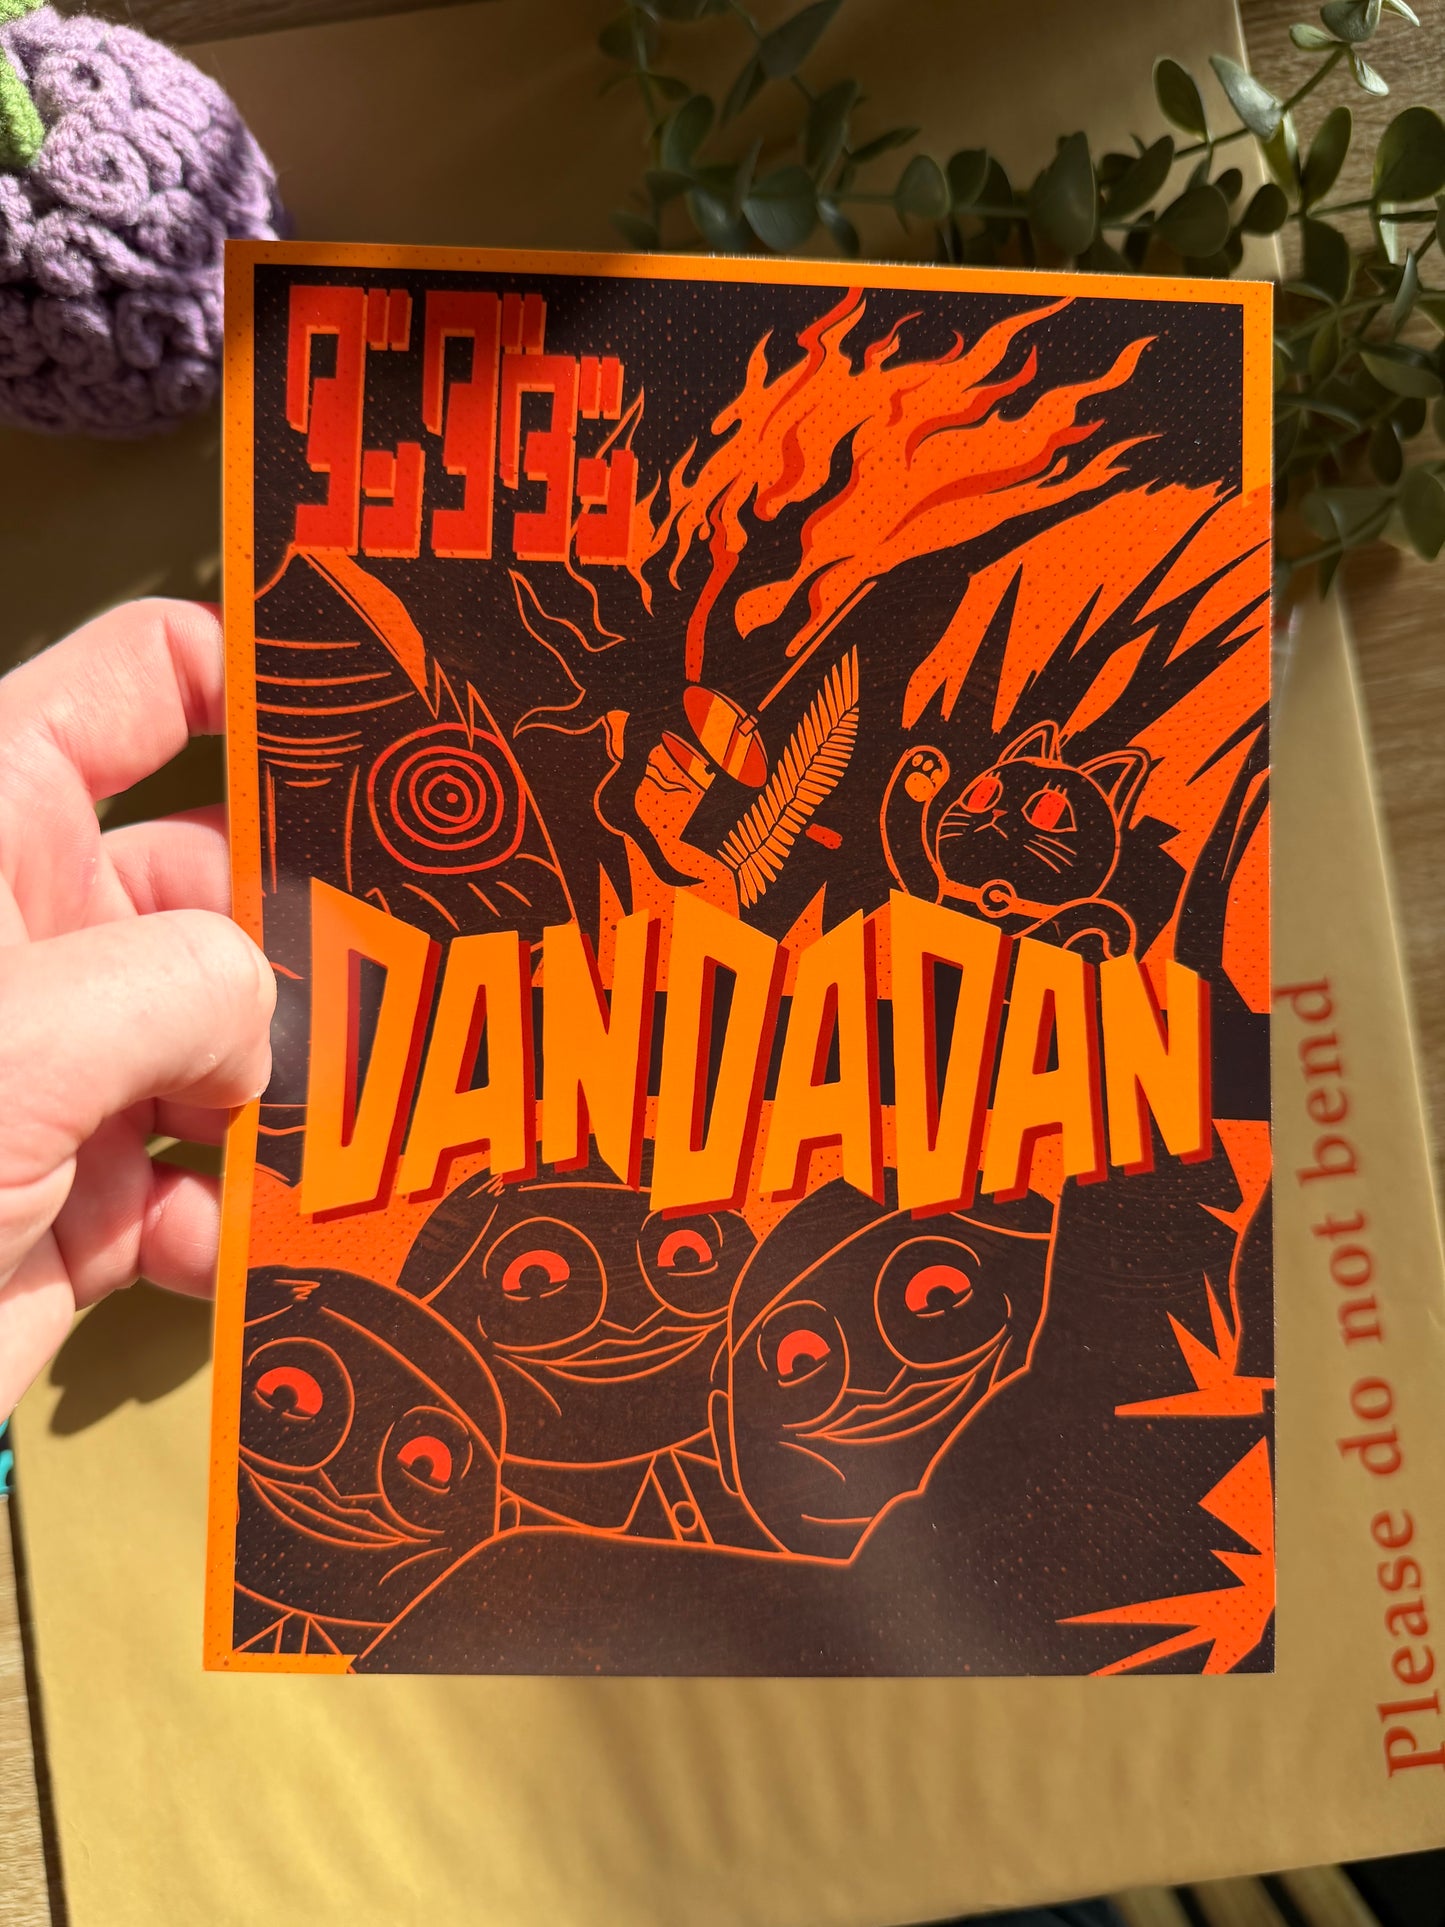 ダンダダン
DANDADAN
Please do not bend